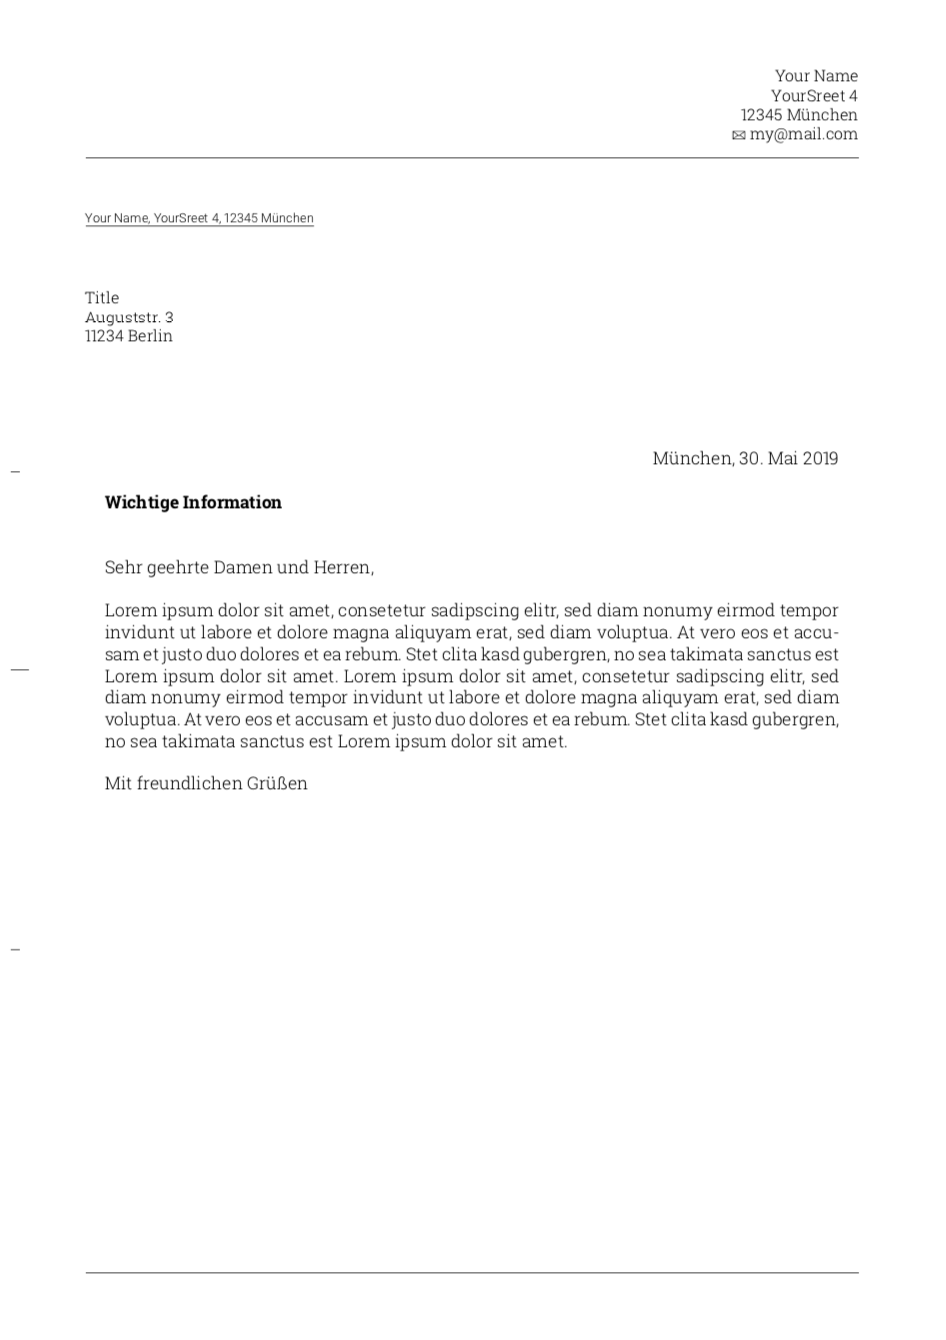 Your Name
YourSreet 4
12345 München
✉ my@mail.com
Your Name, YourSreet 4, 12345 München
Title
Auguststr. 3
11234 Berlin
München, 30. Mai 2019
Wichtige Information
Sehr geehrte Damen und Herren,
Lorem ipsum dolor sit amet, consetetur sadipscing elitr, sed diam nonumy eirmod tempor
invidunt ut labore et dolore magna aliquyam erat, sed diam voluptua. At vero eos et accu-
sam et justo duo dolores et ea rebum. Stet clita kasd gubergren, no sea takimata sanctus est
Lorem ipsum dolor sit amet. Lorem ipsum dolor sit amet, consetetur sadipscing elitr, sed
diam nonumy eirmod tempor invidunt ut labore et dolore magna aliquyam erat, sed diam
voluptua. At vero eos et accusam et justo duo dolores et ea rebum. Stet clita kasd gubergren,
no sea takimata sanctus est Lorem ipsum dolor sit amet.
Mit freundlichen Grüßen